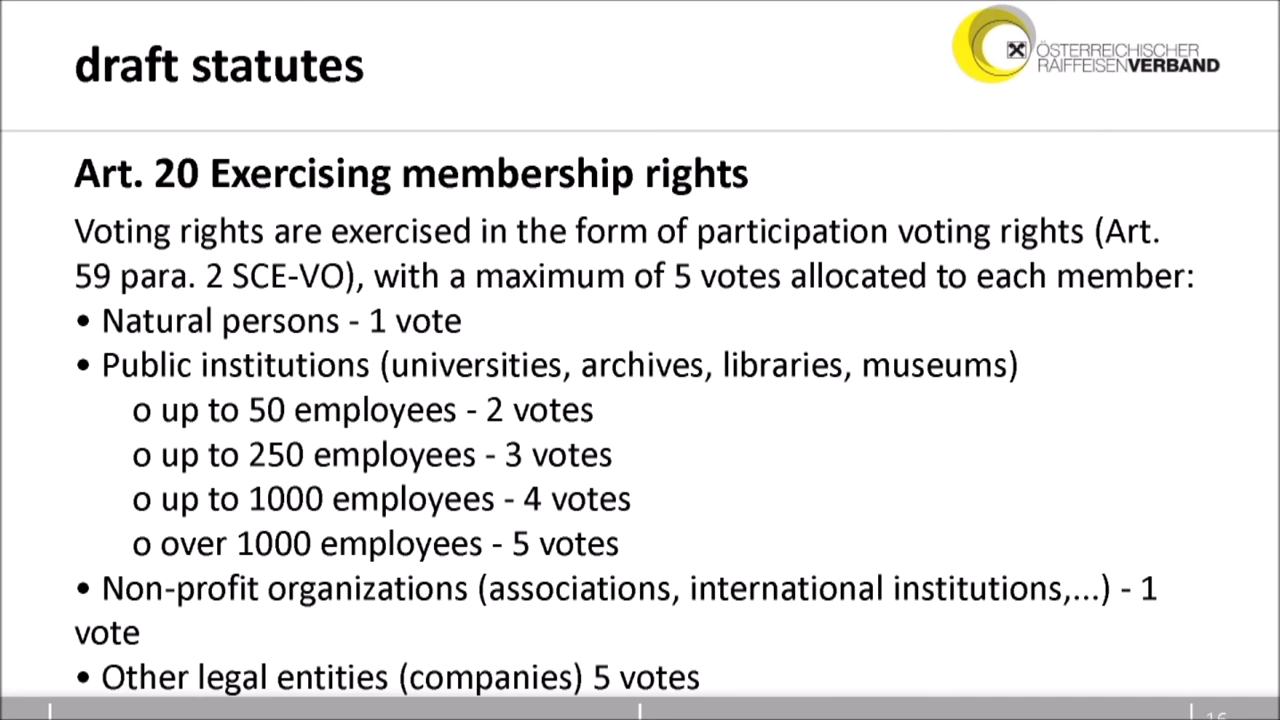 draft statutes
ÖSTERREICHISCHER
RAIFFEISENVERBAND
Art. 20 Exercising membership rights
Voting rights are exercised in the form of participation voting rights (Art.
59 para. 2 SCE-VO), with a maximum of 5 votes allocated to each member:
• Natural persons - 1 vote
• Public institutions (universities, archives, libraries, museums)
o up to 50 employees - 2 votes
o up to 250 employees - 3 votes
o up to 1000 employees - 4 votes
o over 1000 employees - 5 votes
• Non-profit organizations (associations, international institutions,...) - 1
vote
• Other legal entities (companies) 5 votes